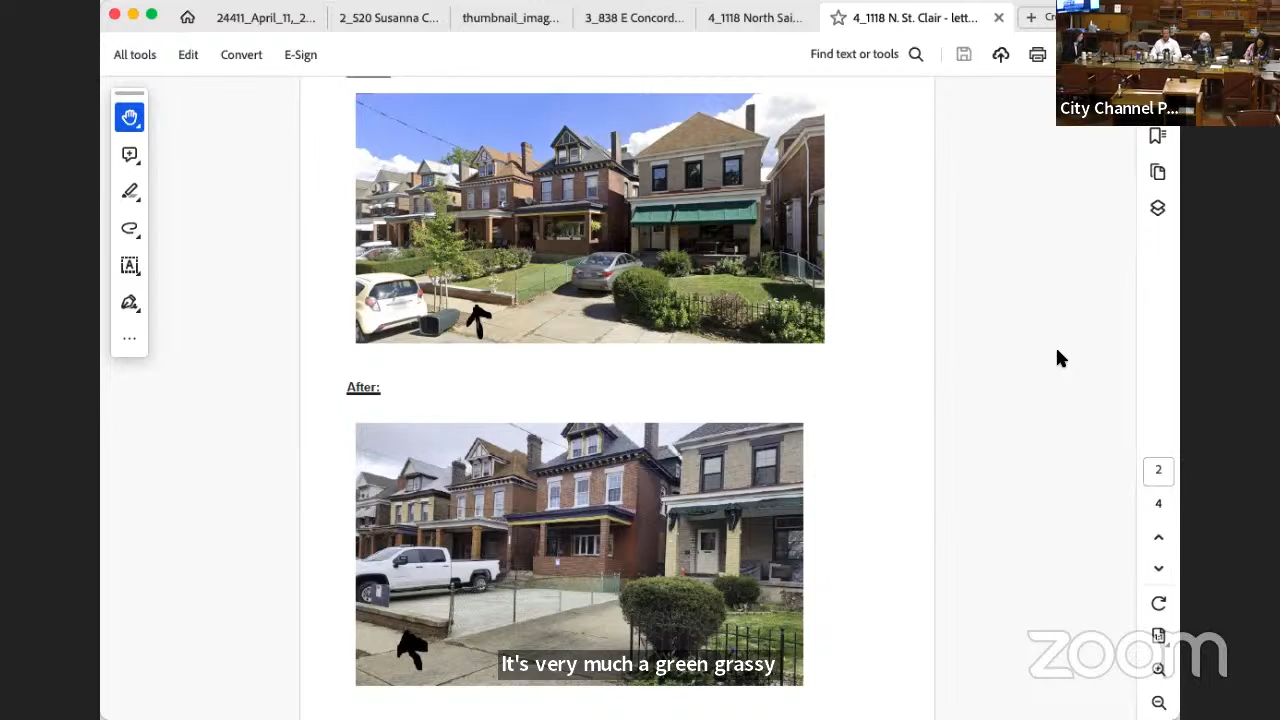 24411_April_11,_2...
2_520 Susanna C...
thumbnail_imag...
3_838 E Concord...
4_1118 North Sai...
4_1118 N. St. Clair - lett...
Cr
All tools
Edit
Convert
E-Sign
Find text or tools
City Channel P...
After:
2
4
It's very much a green grassy
zoom